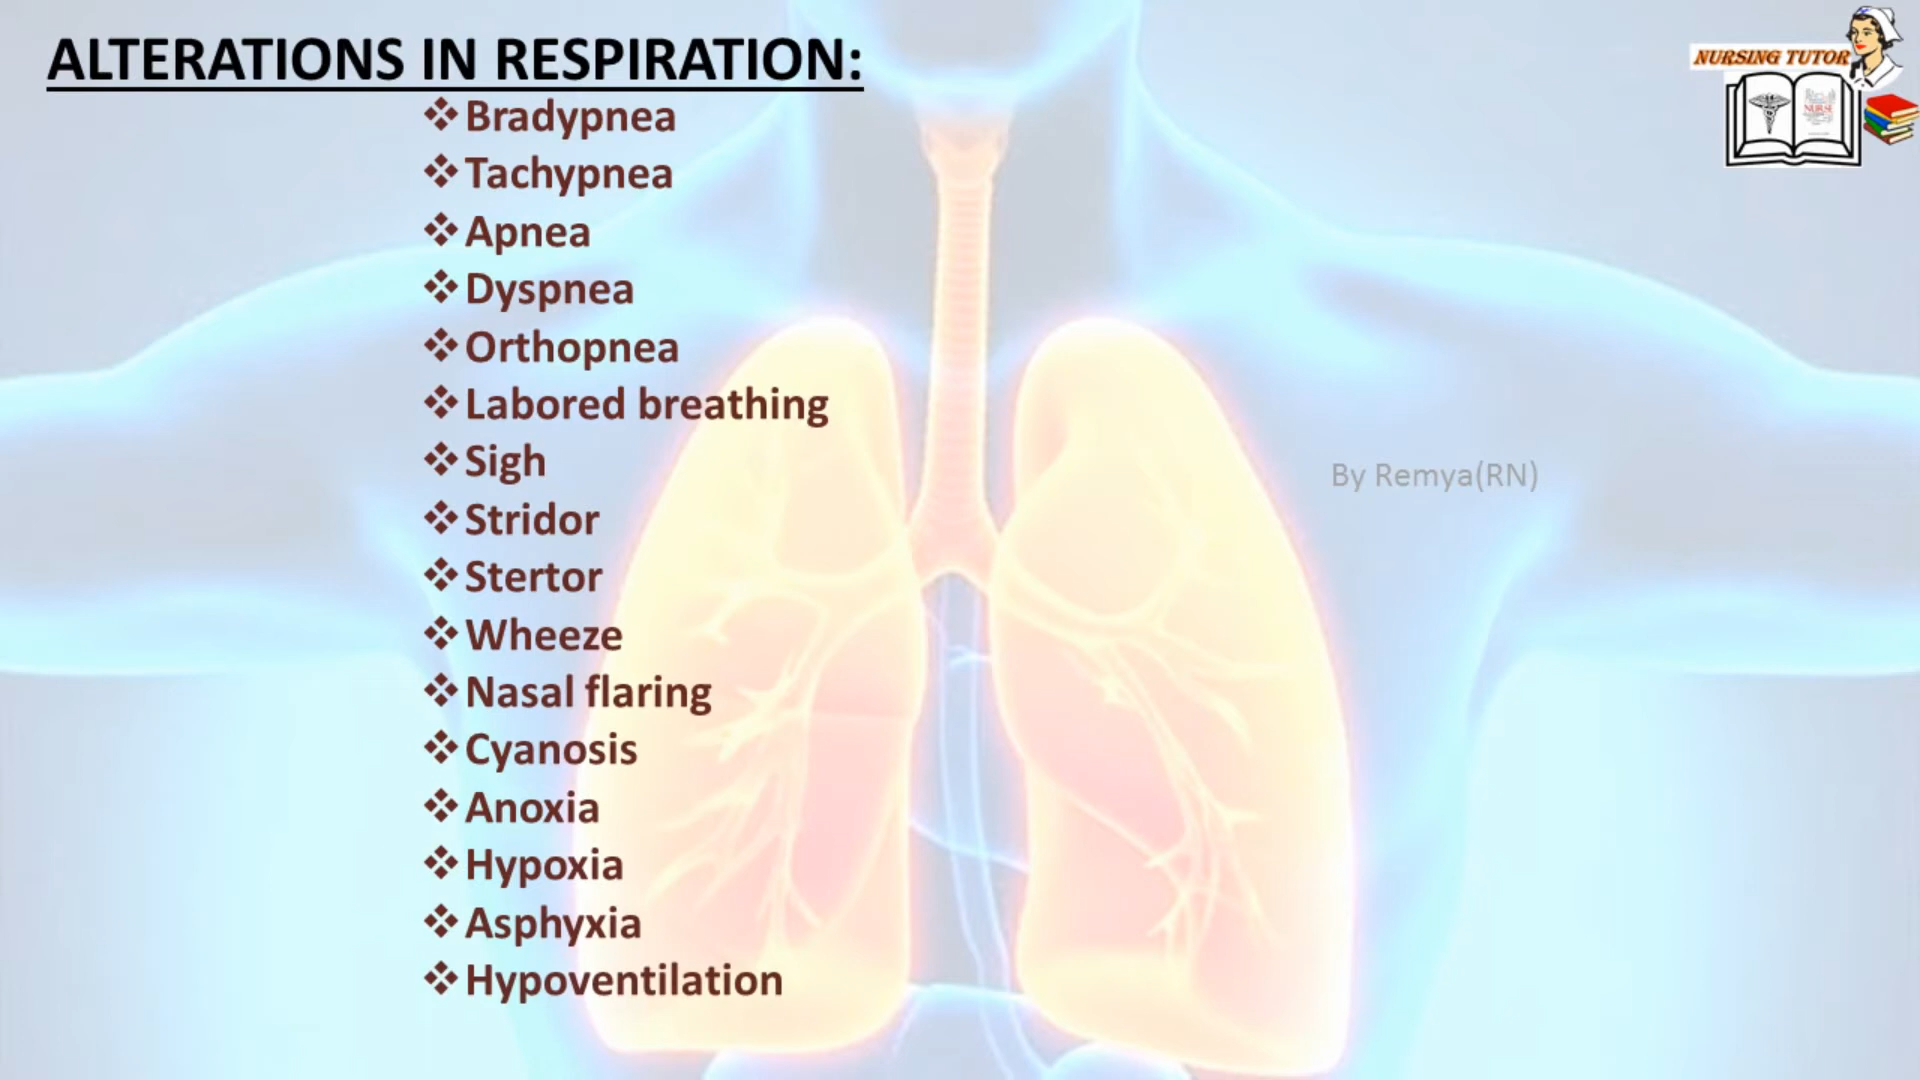 ALTERATIONS IN RESPIRATION:
NURSING TUTOR
NURSE
❖Bradypnea
❖Tachypnea
❖Apnea
❖Dyspnea
❖Orthopnea
❖Labored breathing
❖Sigh
By Remya(RN)
❖Stridor
❖Stertor
❖Wheeze
❖Nasal flaring
❖Cyanosis
❖Anoxia
❖Hypoxia
❖Asphyxia
❖Hypoventilation